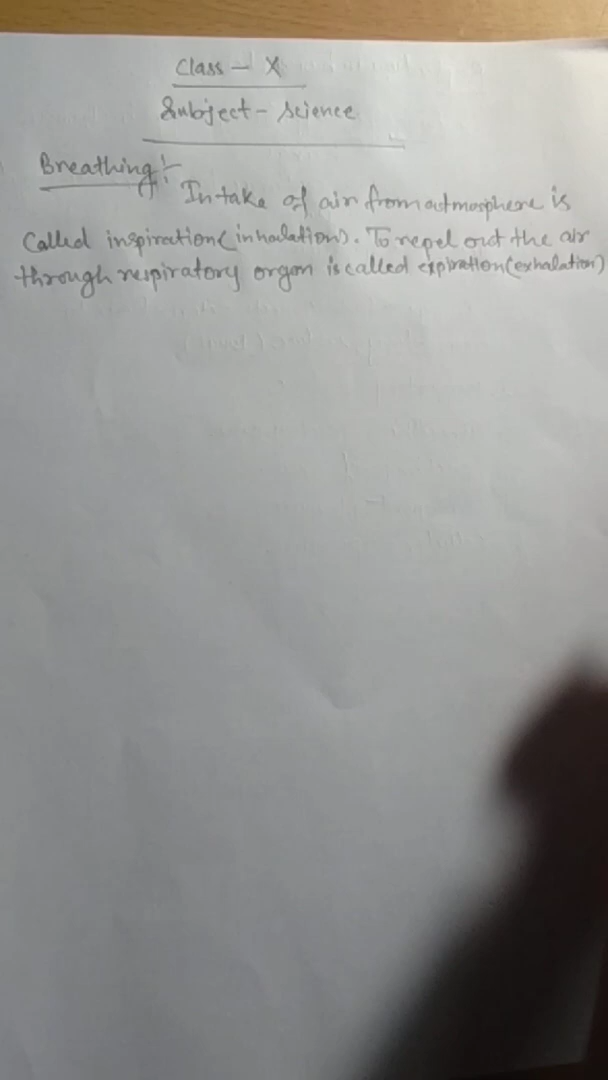 Class - X
Subject - Science
Breathing :-
Intake of air from atmosphere is
Called inspiration (inhalation). To repel out the air
through respiratory organ is called expiration (exhalation)